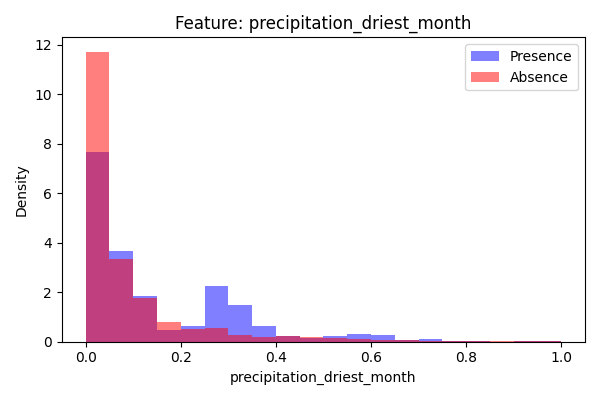 Feature: precipitation_driest_month
Presence
Absence
Density
12
10
8
6
4
2
0
0.0 0.2 0.4 0.6 0.8 1.0
precipitation_driest_month